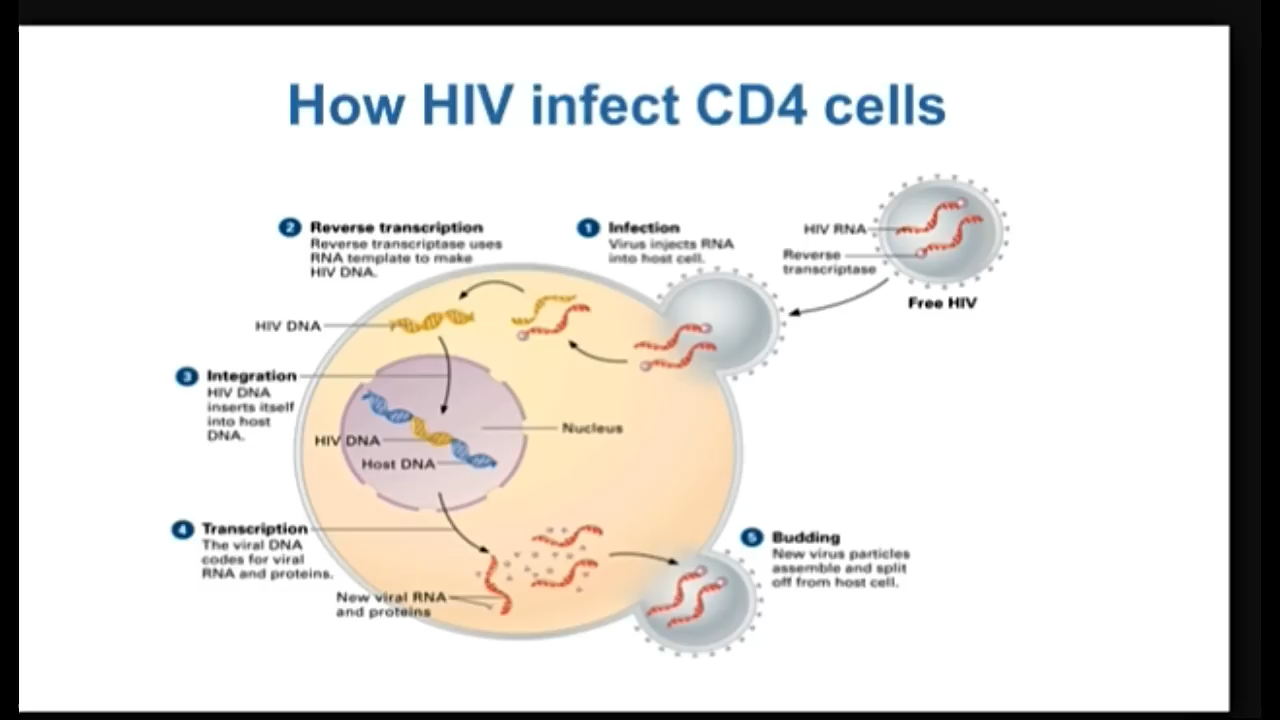 How HIV infect CD4 cells
2 Reverse transcription
Reverse transcriptase uses
RNA template to make
HIV DNA.
1 Infection
Virus injects RNA
into host cell.
HIV RNA
Reverse
transcriptase
Free HIV
HIV DNA
3 Integration
HIV DNA
inserts itself
into host
DNA.
Nucleus
HIV DNA
Host DNA
4 Transcription
The viral DNA
codes for viral
RNA and proteins.
5 Budding
New virus particles
assemble and split
off from host cell.
New viral RNA
and proteins